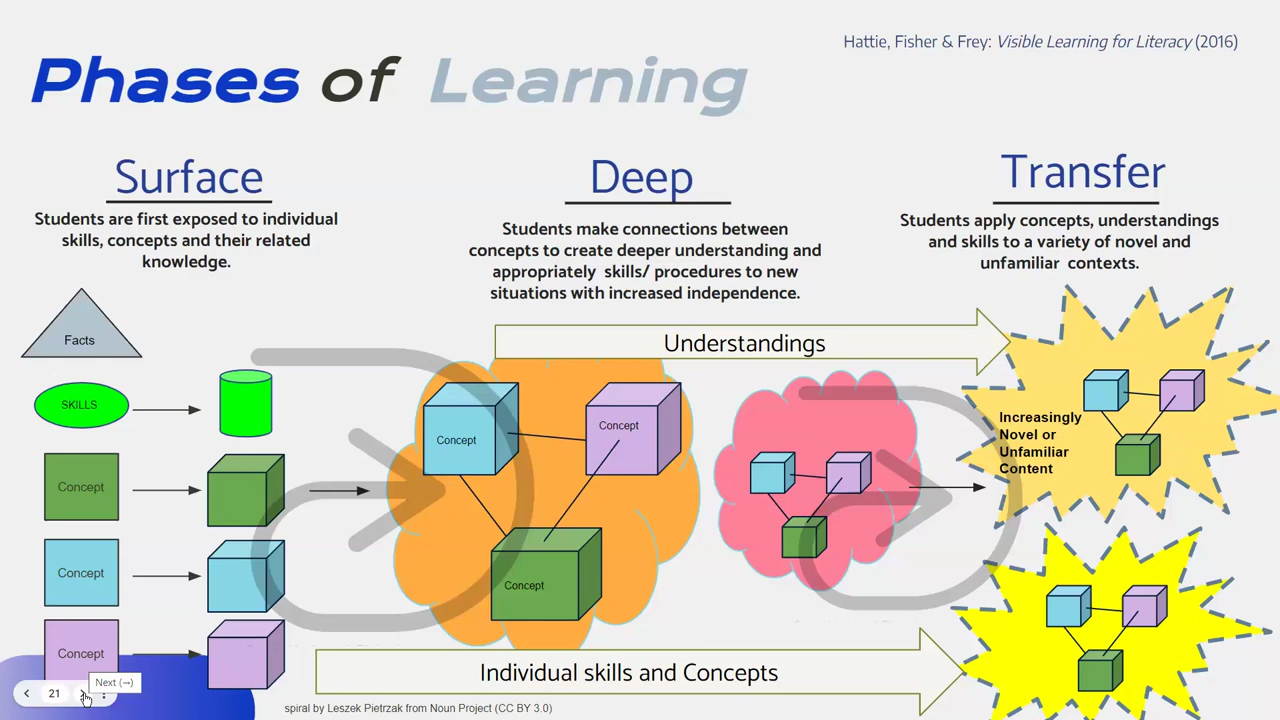 Hattie, Fisher & Frey: Visible Learning for Literacy (2016)
Phases of Learning
Surface
Students are first exposed to individual
skills, concepts and their related
knowledge.
Deep
Students make connections between
concepts to create deeper understanding and
appropriately skills/ procedures to new
situations with increased independence.
Transfer
Students apply concepts, understandings
and skills to a variety of novel and
unfamiliar contexts.
Facts
SKILLS
Concept
Concept
Concept
Understandings
Concept
Concept
Concept
Increasingly
Novel or
Unfamiliar
Content
Individual skills and Concepts
21
Next (→)
spiral by Leszek Pietrzak from Noun Project (CC BY 3.0)